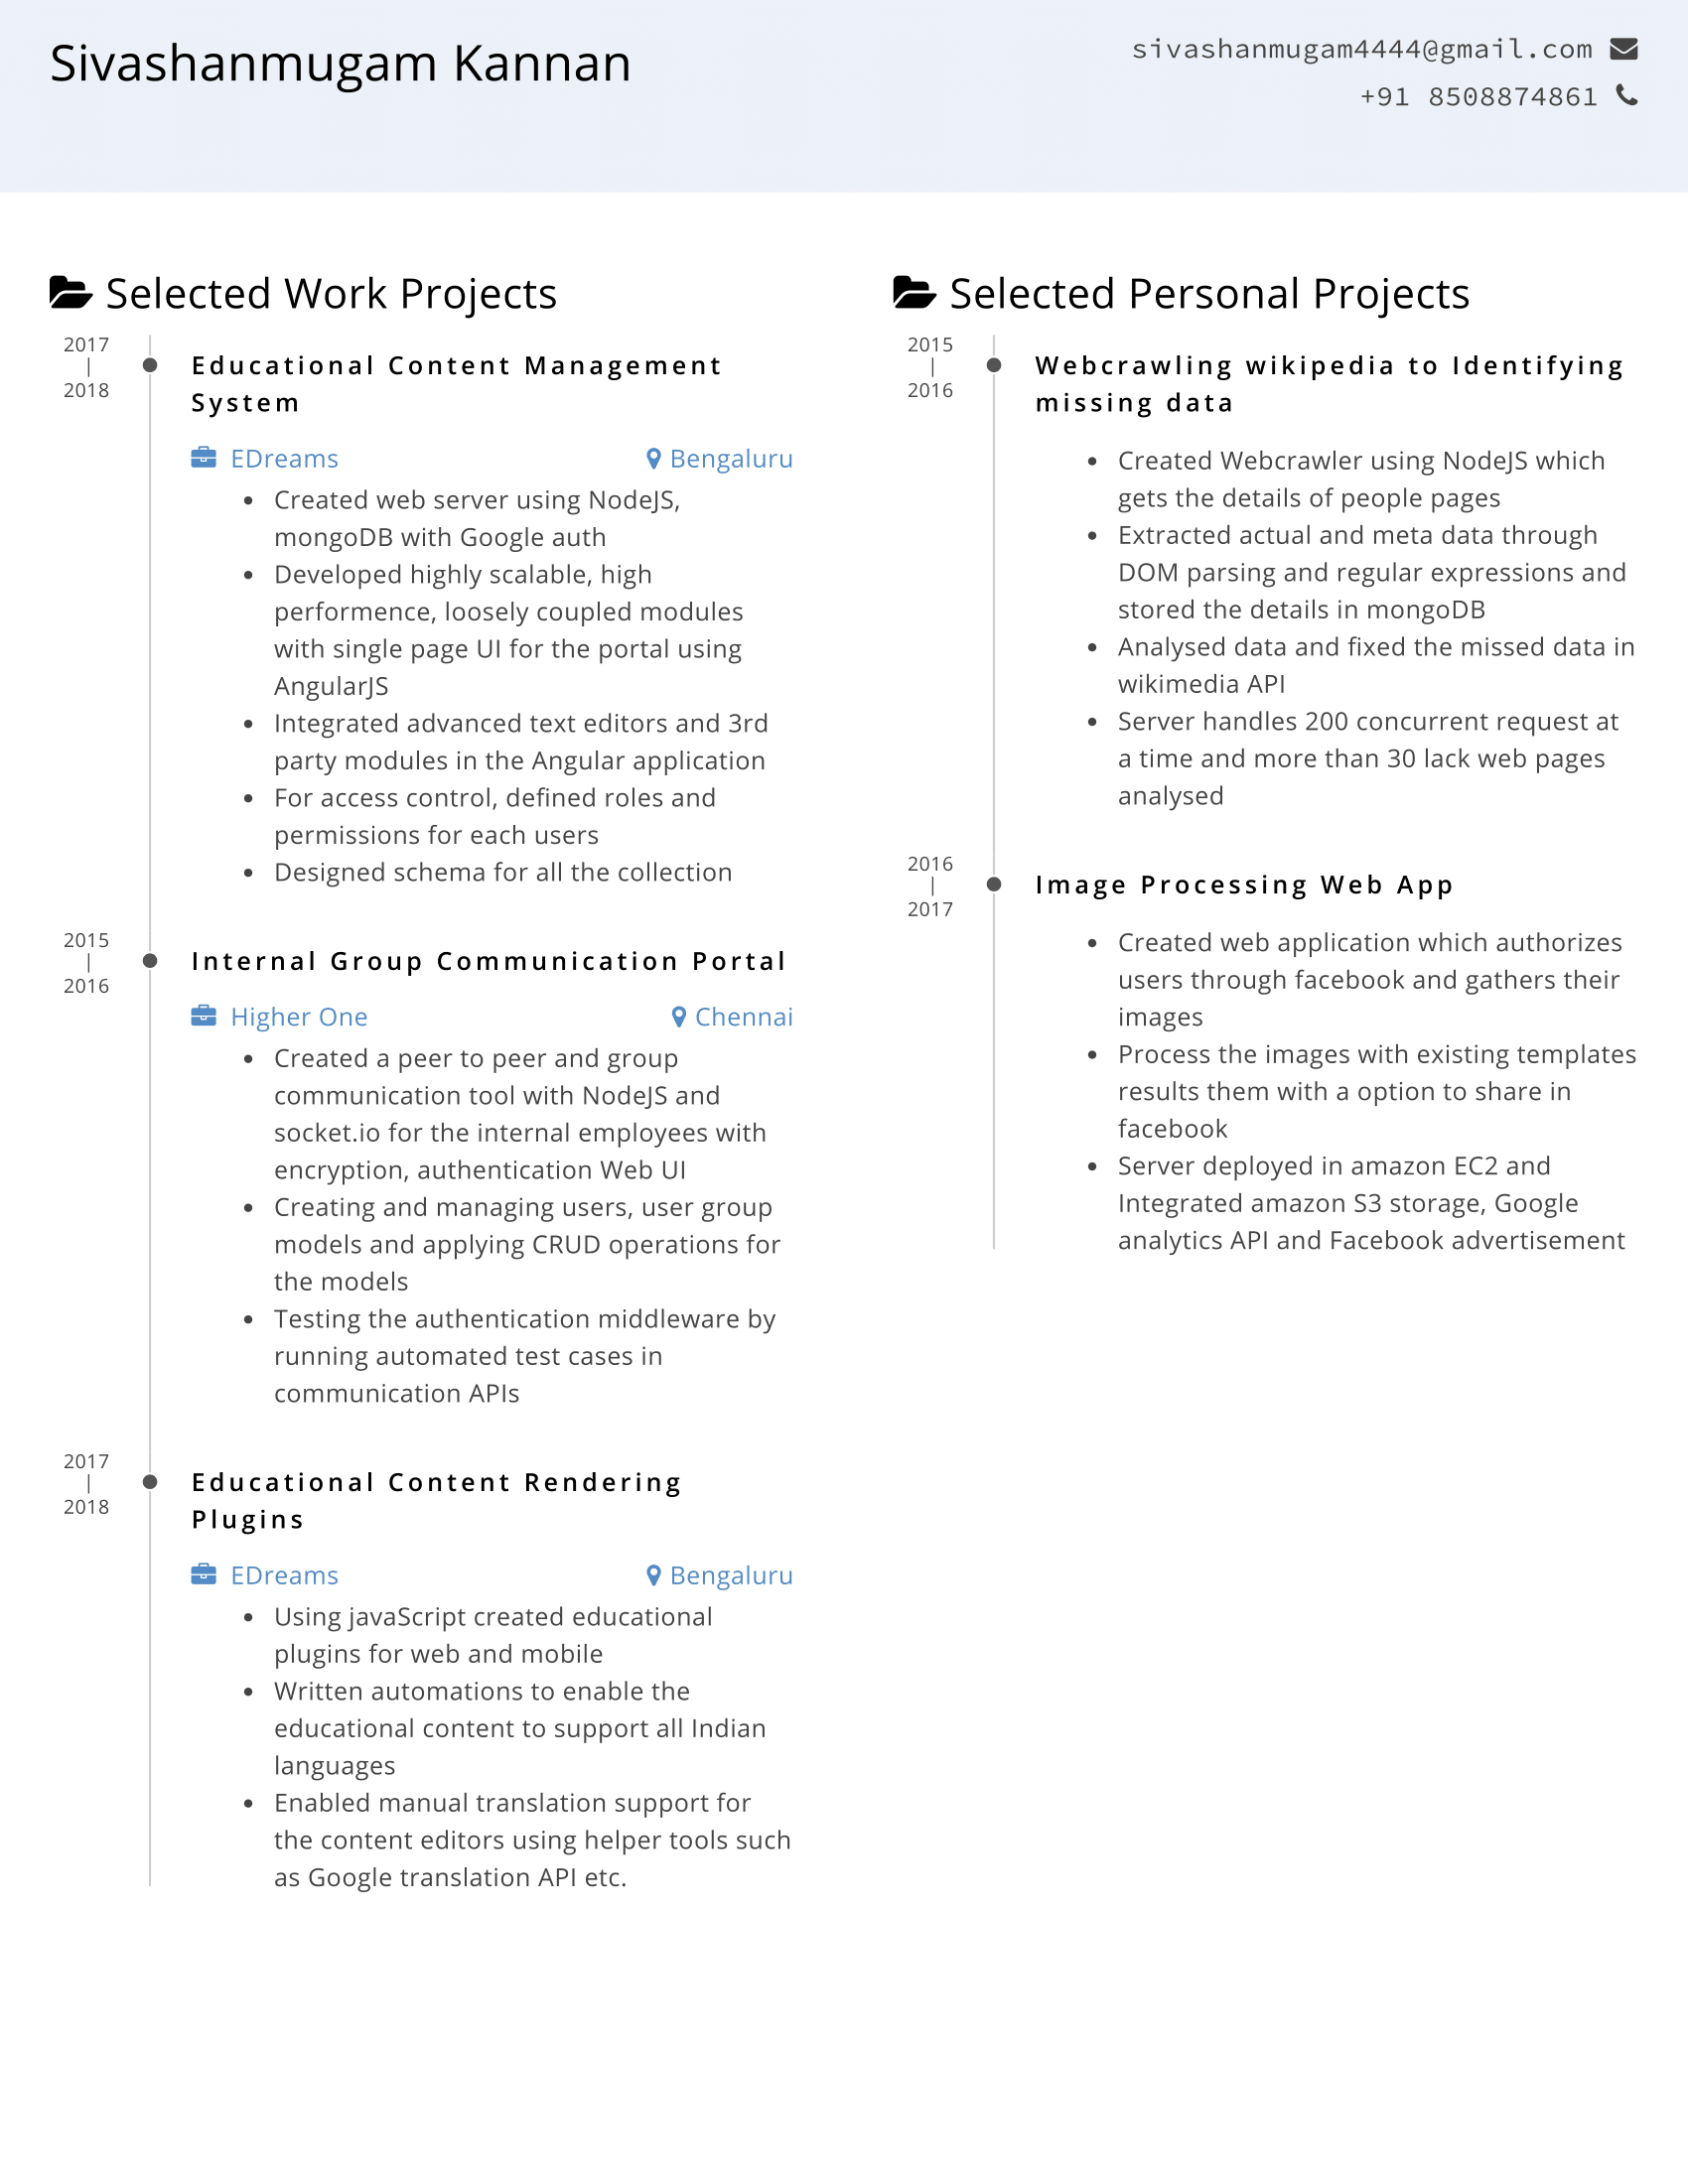 Sivashanmugam Kannan
sivashanmugam4444@gmail.com
+91 8508874861
Selected Work Projects
2017
|
2018
Educational Content Management
System
EDreams
Bengaluru
• Created web server using NodeJS,
mongoDB with Google auth
• Developed highly scalable, high
performence, loosely coupled modules
with single page UI for the portal using
AngularJS
• Integrated advanced text editors and 3rd
party modules in the Angular application
• For access control, defined roles and
permissions for each users
• Designed schema for all the collection
2015
|
2016
Internal Group Communication Portal
Higher One
Chennai
• Created a peer to peer and group
communication tool with NodeJS and
socket.io for the internal employees with
encryption, authentication Web UI
• Creating and managing users, user group
models and applying CRUD operations for
the models
• Testing the authentication middleware by
running automated test cases in
communication APIs
2017
|
2018
Educational Content Rendering
Plugins
EDreams
Bengaluru
• Using javaScript created educational
plugins for web and mobile
• Written automations to enable the
educational content to support all Indian
languages
• Enabled manual translation support for
the content editors using helper tools such
as Google translation API etc.
Selected Personal Projects
2015
|
2016
Webcrawling wikipedia to Identifying
missing data
• Created Webcrawler using NodeJS which
gets the details of people pages
• Extracted actual and meta data through
DOM parsing and regular expressions and
stored the details in mongoDB
• Analysed data and fixed the missed data in
wikimedia API
• Server handles 200 concurrent request at
a time and more than 30 lack web pages
analysed
2016
|
2017
Image Processing Web App
• Created web application which authorizes
users through facebook and gathers their
images
• Process the images with existing templates
results them with a option to share in
facebook
• Server deployed in amazon EC2 and
Integrated amazon S3 storage, Google
analytics API and Facebook advertisement